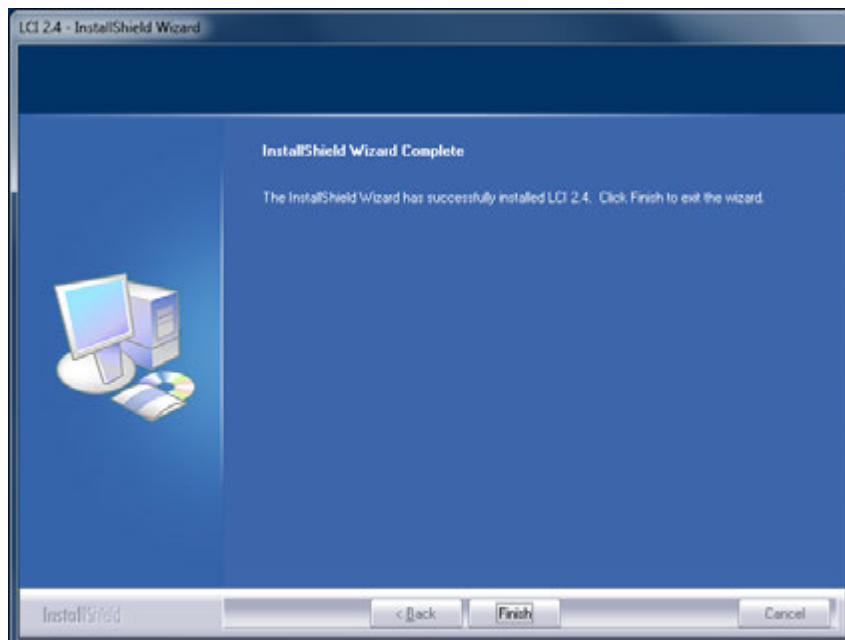 LCI 2.4 - InstallShield Wizard
InstallShield Wizard Complete
The InstallShield Wizard has successfully installed LCI 2.4. Click Finish to exit the wizard.
InstallShield
< Back Finish Cancel